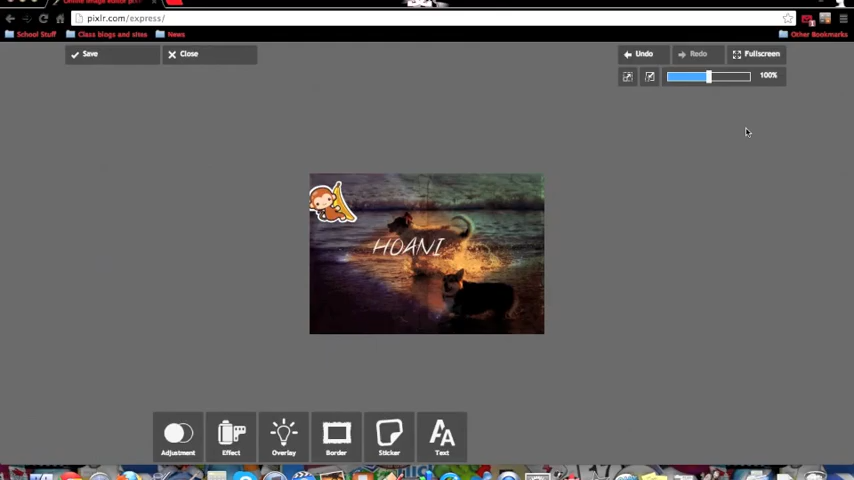 pixlr.com/express/
School Stuff
Class blogs and sites
News
Other Bookmarks
Save
Close
Undo
Redo
Fullscreen
100%
HOANI
Adjustment
Effect
Overlay
Border
Sticker
Text